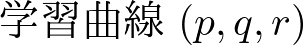 学習曲線 (p, q, r)